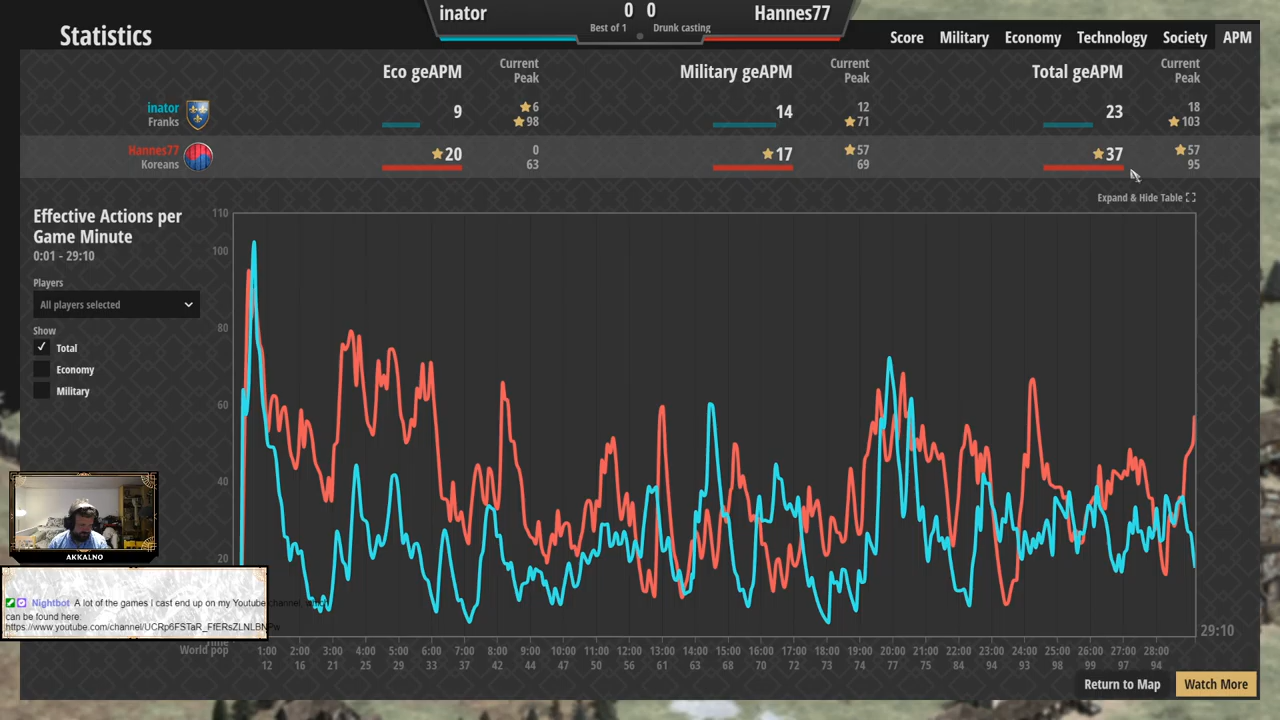 inator 0 0 Hannes77
Best of 1 Drunk casting
Statistics
Score Military Economy Technology Society APM
Eco geAPM Current Peak Military geAPM Current Peak Total geAPM Current Peak
inator Franks 9 6 98 14 12 71 23 18 103
Hannes77 Koreans 20 0 63 17 57 69 37 57 95
Expand & Hide Table
Effective Actions per
Game Minute
0:01 - 29:10
Players
All players selected
Show
Total
Economy
Military
110
100
80
60
40
20
29:10
World pop
1:00 2:00 3:00 4:00 5:00 6:00 7:00 8:00 9:00 10:00 11:00 12:00 13:00 14:00 15:00 16:00 17:00 18:00 19:00 20:00 21:00 22:00 23:00 24:00 25:00 26:00 27:00 28:00
12 16 21 25 29 33 37 42 44 47 50 56 61 63 68 70 72 73 74 77 75 84 94 93 98 99 97 94
AKKALNO
Nightbot A lot of the games I cast end up on my Youtube channel,
can be found here:
Return to Map Watch More